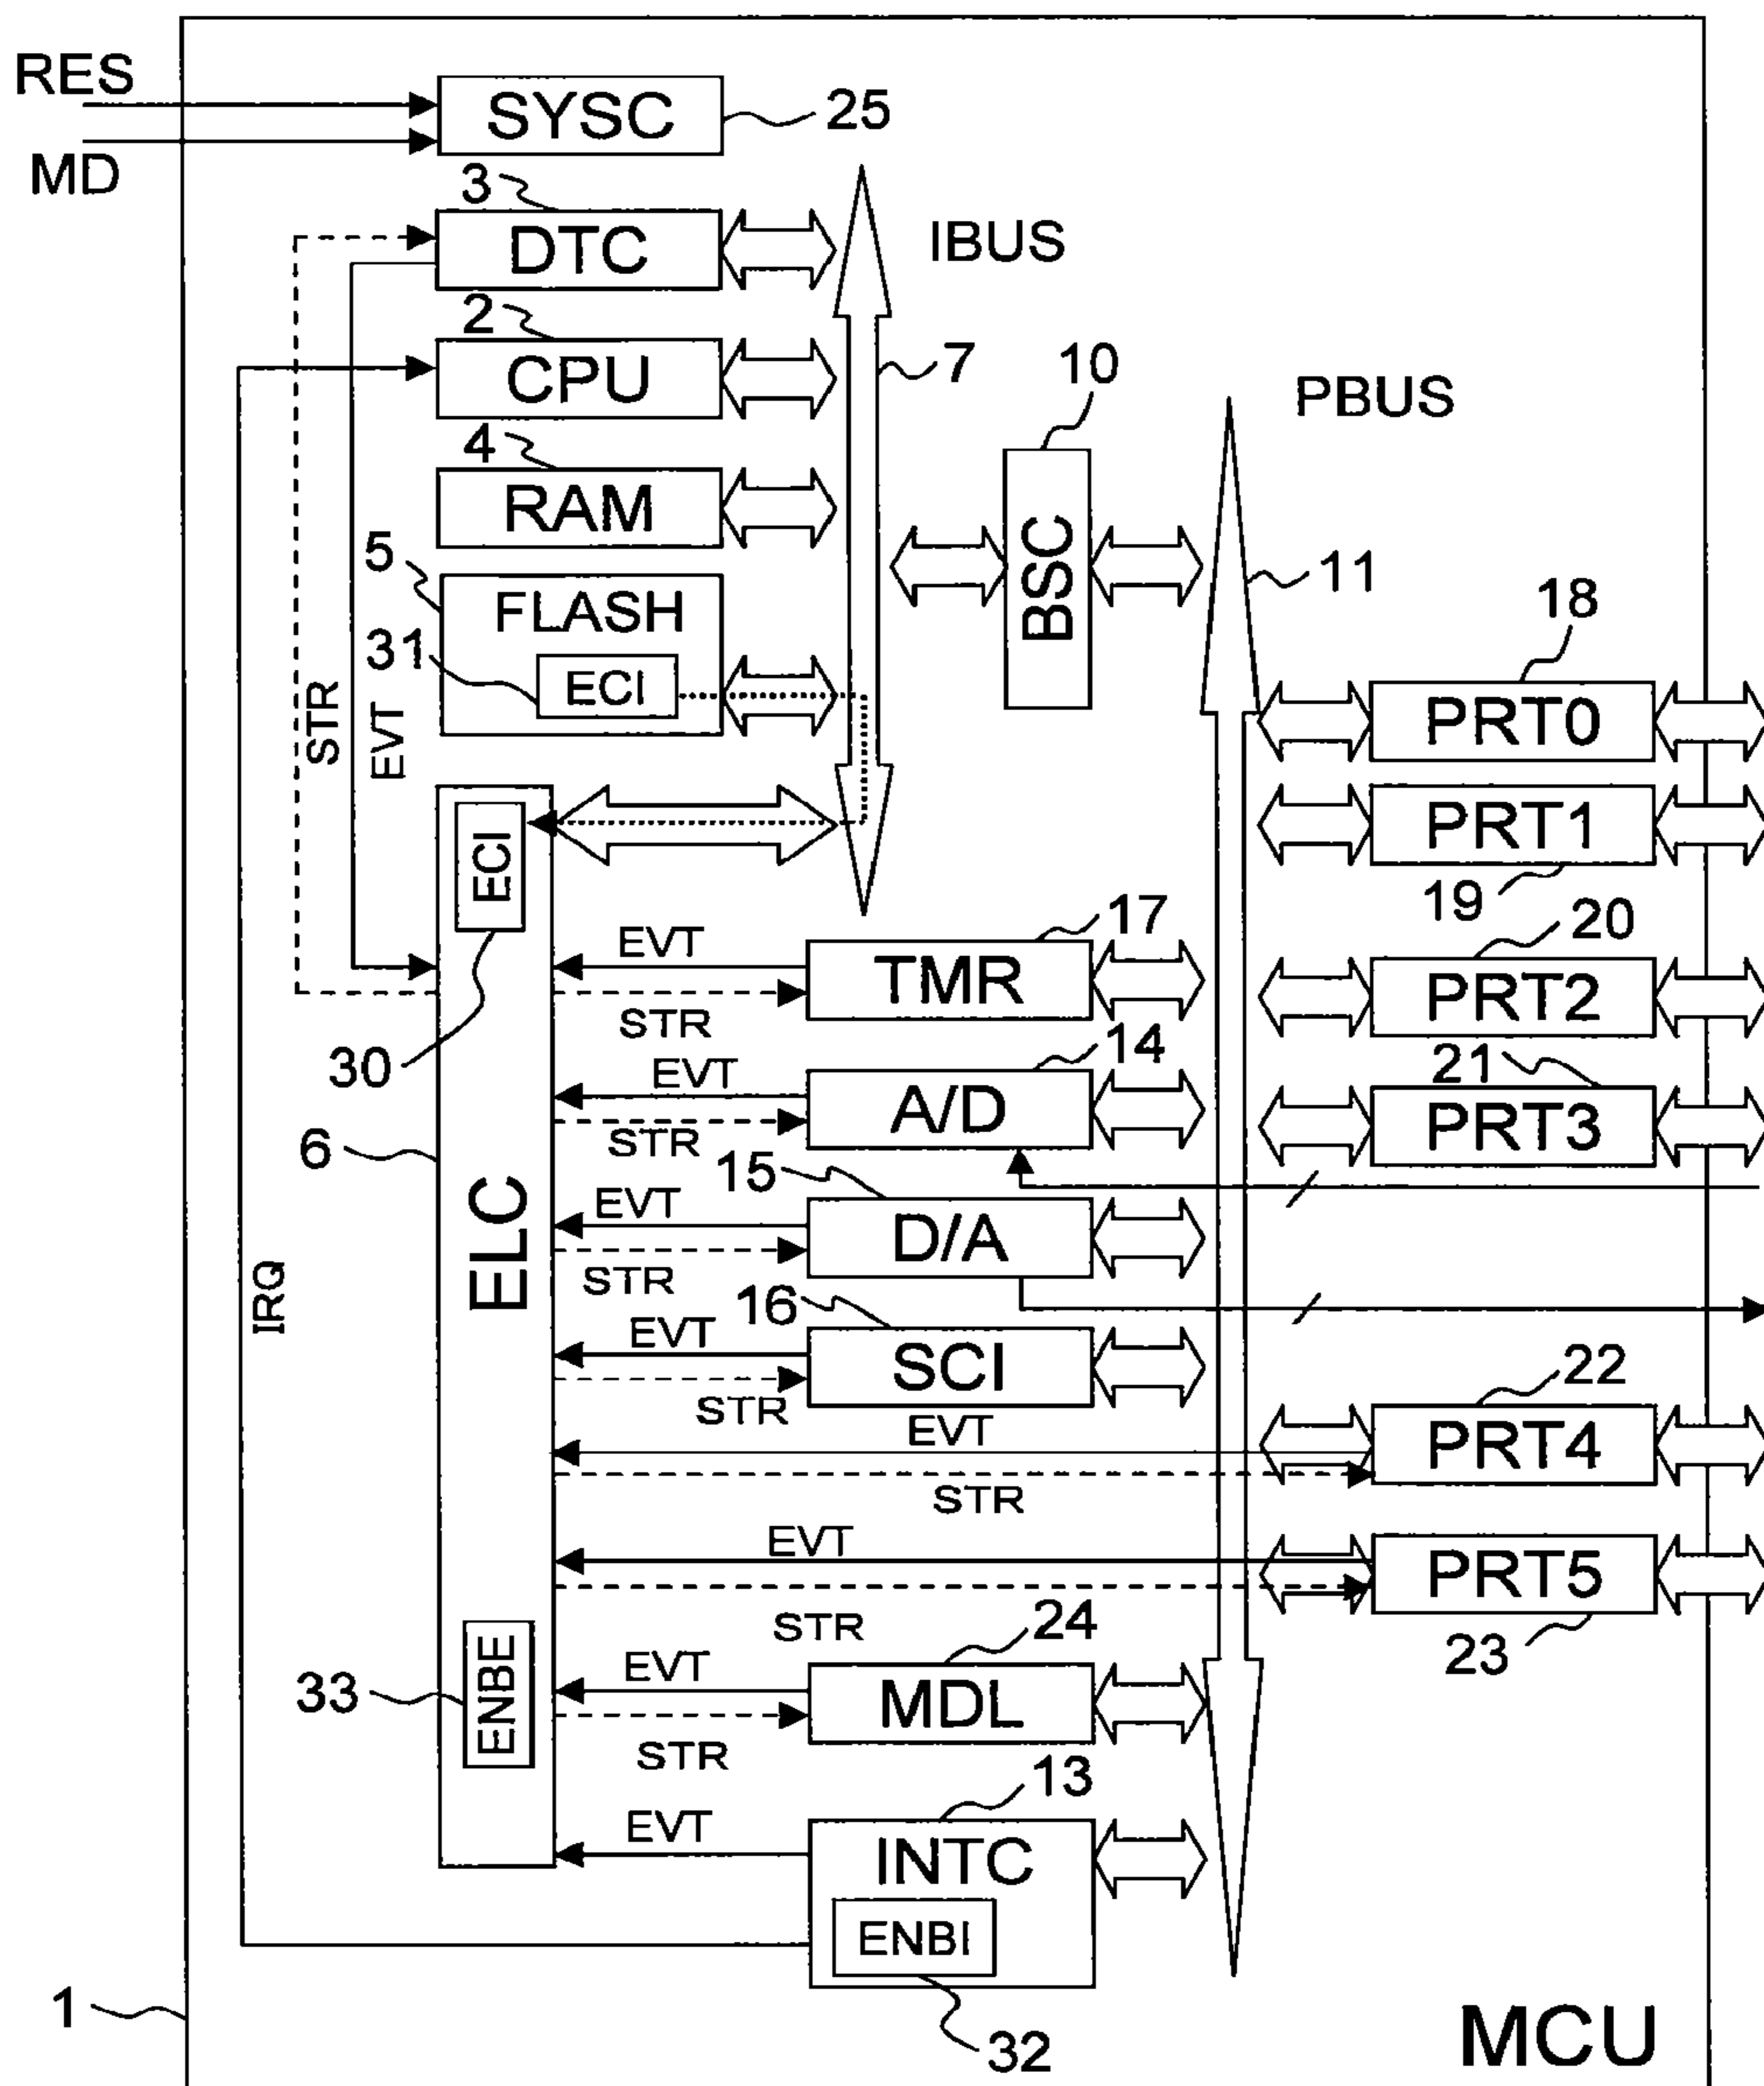 RES
MD
SYSC
25
3
DTC
IBUS
2
CPU
7
10
PBUS
4
RAM
BSC
11
5
FLASH
31
ECI
18
PRT0
STR
EVT
PRT1
19
ECI
30
17
EVT
TMR
STR
20
PRT2
14
EVT
A/D
STR
21
PRT3
6
ELC
15
EVT
D/A
STR
IRQ
16
EVT
SCI
STR
22
EVT
PRT4
STR
EVT
PRT5
23
STR
24
33
ENBE
EVT
MDL
STR
13
EVT
INTC
ENBI
32
1
MCU